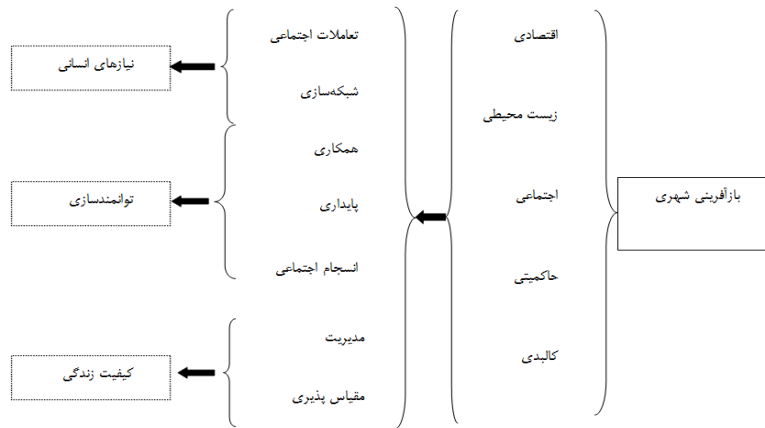 بازآفرینی شهری
اقتصادی
زیست محیطی
اجتماعی
حاکمیتی
کالبدی
تعاملات اجتماعی
شبکه‌سازی
همکاری
پایداری
انسجام اجتماعی
مدیریت
مقیاس پذیری
نیازهای انسانی
توانمندسازی
کیفیت زندگی